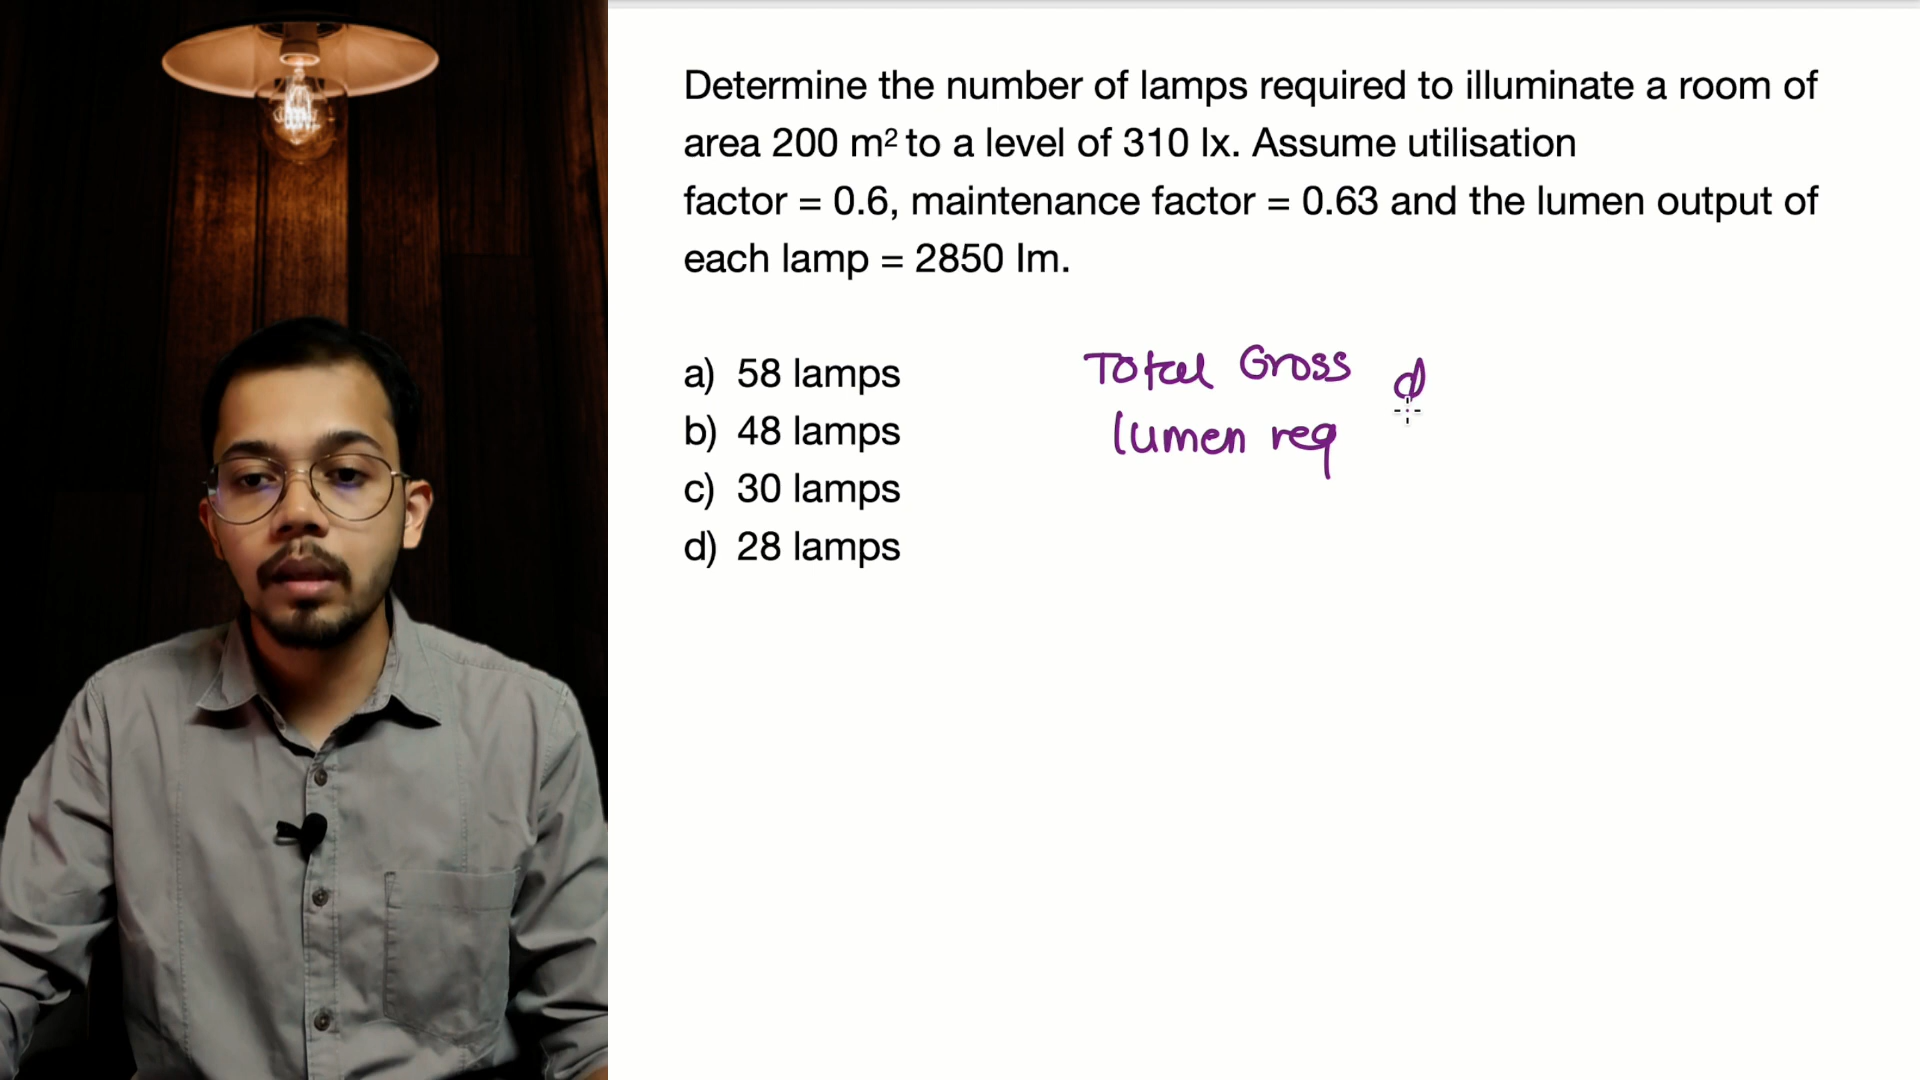 Determine the number of lamps required to illuminate a room of
area 200 m² to a level of 310 lx. Assume utilisation
factor = 0.6, maintenance factor = 0.63 and the lumen output of
each lamp = 2850 lm.
a) 58 lamps
b) 48 lamps
c) 30 lamps
d) 28 lamps
Total Gross
lumen req